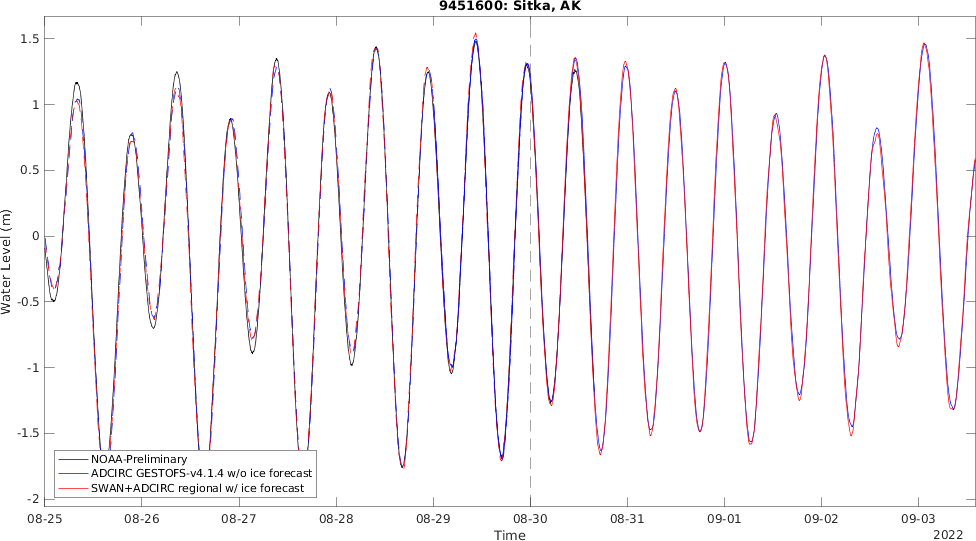 9451600: Sitka, AK
Water Level (m)
1.5
1
0.5
0
-0.5
-1
-1.5
-2
NOAA-Preliminary
ADCIRC GESTOFS-v4.1.4 w/o ice forecast
SWAN+ADCIRC regional w/ ice forecast
08-25 08-26 08-27 08-28 08-29 08-30 08-31 09-01 09-02 09-03
Time
2022